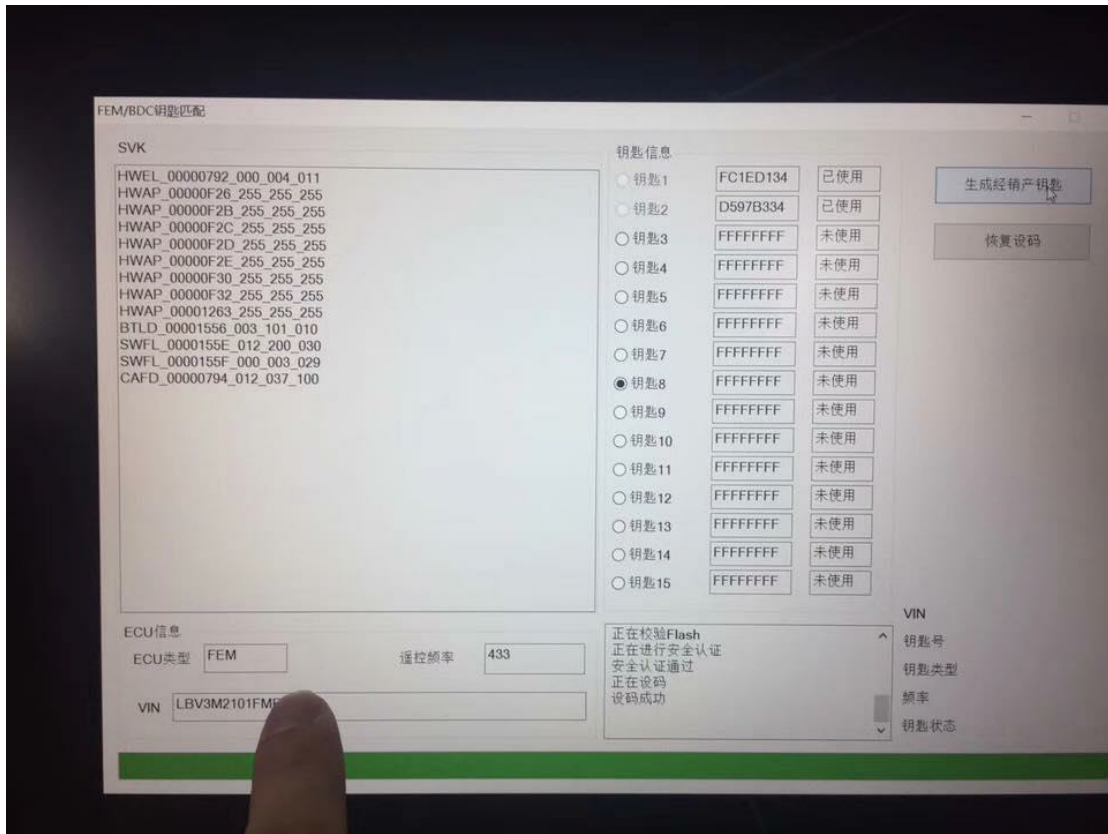 FEM/BDC钥匙匹配
SVK
HWEL_00000792_000_004_011
HWAP_00000F26_255_255_255
HWAP_00000F2B_255_255_255
HWAP_00000F2C_255_255_255
HWAP_00000F2D_255_255_255
HWAP_00000F2E_255_255_255
HWAP_00000F30_255_255_255
HWAP_00000F32_255_255_255
HWAP_00001263_255_255_255
BTLD_00001556_003_101_010
SWFL_0000155E_012_200_030
SWFL_0000155F_000_003_029
CAFD_00000794_012_037_100
钥匙信息
钥匙1 FC1ED134 已使用
钥匙2 D597B334 已使用
钥匙3 FFFFFFFF 未使用
钥匙4 FFFFFFFF 未使用
钥匙5 FFFFFFFF 未使用
钥匙6 FFFFFFFF 未使用
钥匙7 FFFFFFFF 未使用
钥匙8 FFFFFFFF 未使用
钥匙9 FFFFFFFF 未使用
钥匙10 FFFFFFFF 未使用
钥匙11 FFFFFFFF 未使用
钥匙12 FFFFFFFF 未使用
钥匙13 FFFFFFFF 未使用
钥匙14 FFFFFFFF 未使用
钥匙15 FFFFFFFF 未使用
生成经销产钥匙
恢复设码
ECU信息
ECU类型 FEM 遥控频率 433
VIN LBV3M2101FM
正在校验Flash
正在进行安全认证
安全认证通过
正在设码
设码成功
VIN
钥匙号
钥匙类型
频率
钥匙状态